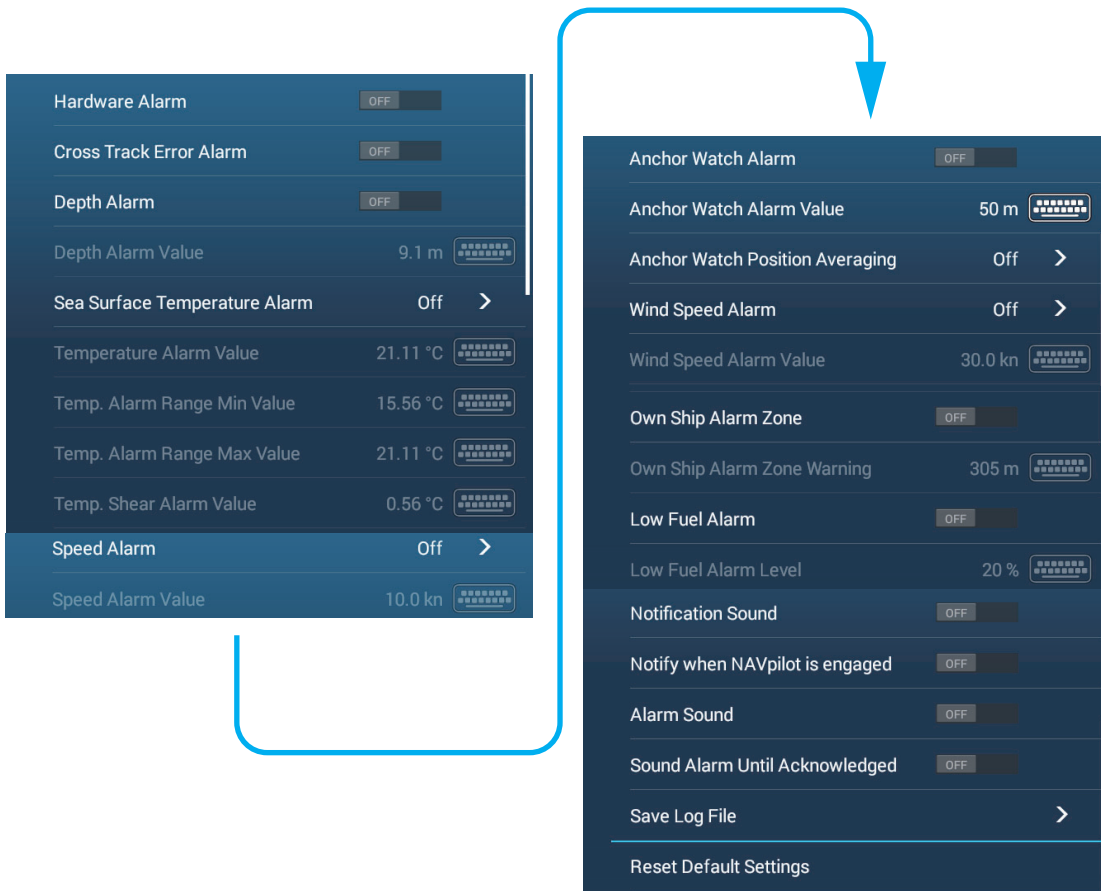 Hardware Alarm OFF
Cross Track Error Alarm OFF
Depth Alarm OFF
Depth Alarm Value 9.1 m
Sea Surface Temperature Alarm Off
Temperature Alarm Value 21.11 °C
Temp. Alarm Range Min Value 15.56 °C
Temp. Alarm Range Max Value 21.11 °C
Temp. Shear Alarm Value 0.56 °C
Speed Alarm Off
Speed Alarm Value 10.0 kn
Anchor Watch Alarm OFF
Anchor Watch Alarm Value 50 m
Anchor Watch Position Averaging Off
Wind Speed Alarm Off
Wind Speed Alarm Value 30.0 kn
Own Ship Alarm Zone OFF
Own Ship Alarm Zone Warning 305 m
Low Fuel Alarm OFF
Low Fuel Alarm Level 20 %
Notification Sound OFF
Notify when NAVpilot is engaged OFF
Alarm Sound OFF
Sound Alarm Until Acknowledged OFF
Save Log File
Reset Default Settings